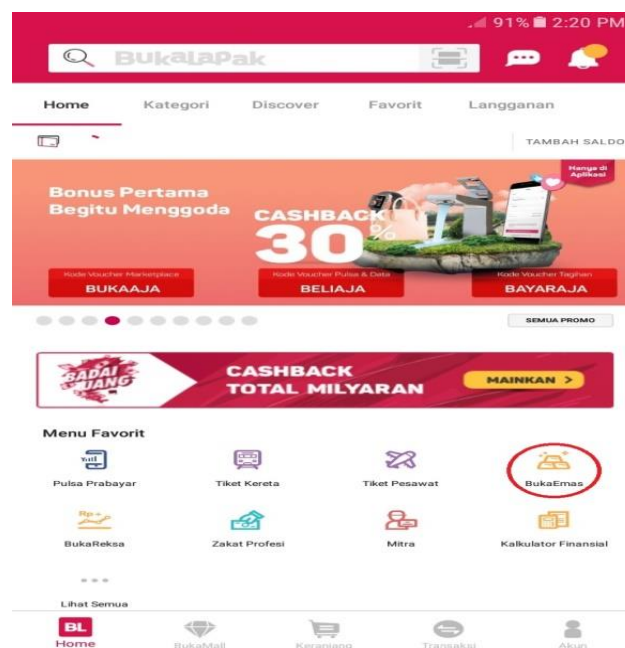 91% 2:20 PM
BUKALAPAK
Home Kategori Discover Favorit Langganan
TAMBAH SALDO
Hanya di
Aplikasi
Bonus Pertama
Begitu Menggoda
CASHBACK
30%
Kode Voucher Marketplace Kode Voucher Pulsa & Data Kode Voucher Tagihan
BUKAAJA BELIAJA BAYARAJA
SEMUA PROMO
BADAI UANG
CASHBACK
TOTAL MILYARAN
MAINKAN >
Menu Favorit
Pulsa Prabayar Tiket Kereta Tiket Pesawat BukaEmas
Rp+
BukaReksa Zakat Profesi Mitra Kalkulator Finansial
Lihat Semua
BL
Home BukaMall Keranjang Transaksi Akun